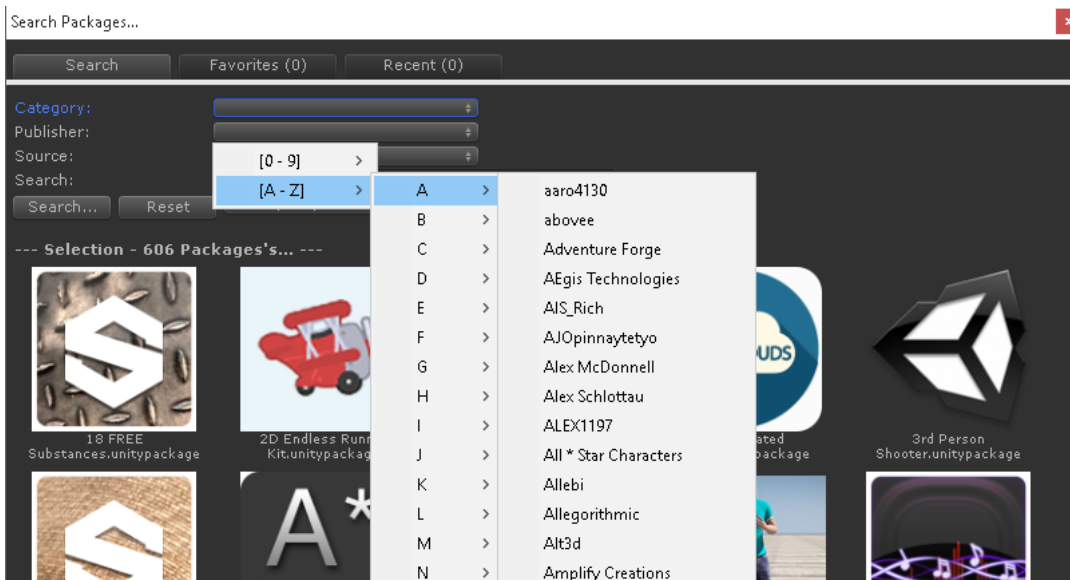 Search Packages...
x
Search
Favorites (0)
Recent (0)
Category:
Publisher:
Source:
Search:
Search...
Reset
[0 - 9]
[A - Z]
A
B
C
D
E
F
G
H
I
J
K
L
M
N
aaro4130
abovee
Adventure Forge
AEgis Technologies
AIS_Rich
AJOpinnaytetyo
Alex McDonnell
Alex Schlottau
ALEX1197
All * Star Characters
Allebi
Allegorithmic
Alt3d
Amplify Creations
--- Selection - 606 Packages's... ---
18 FREE
Substances.unitypackage
2D Endless Runn
Kit.unitypackag
UDS
ated
package
3rd Person
Shooter.unitypackage
A*